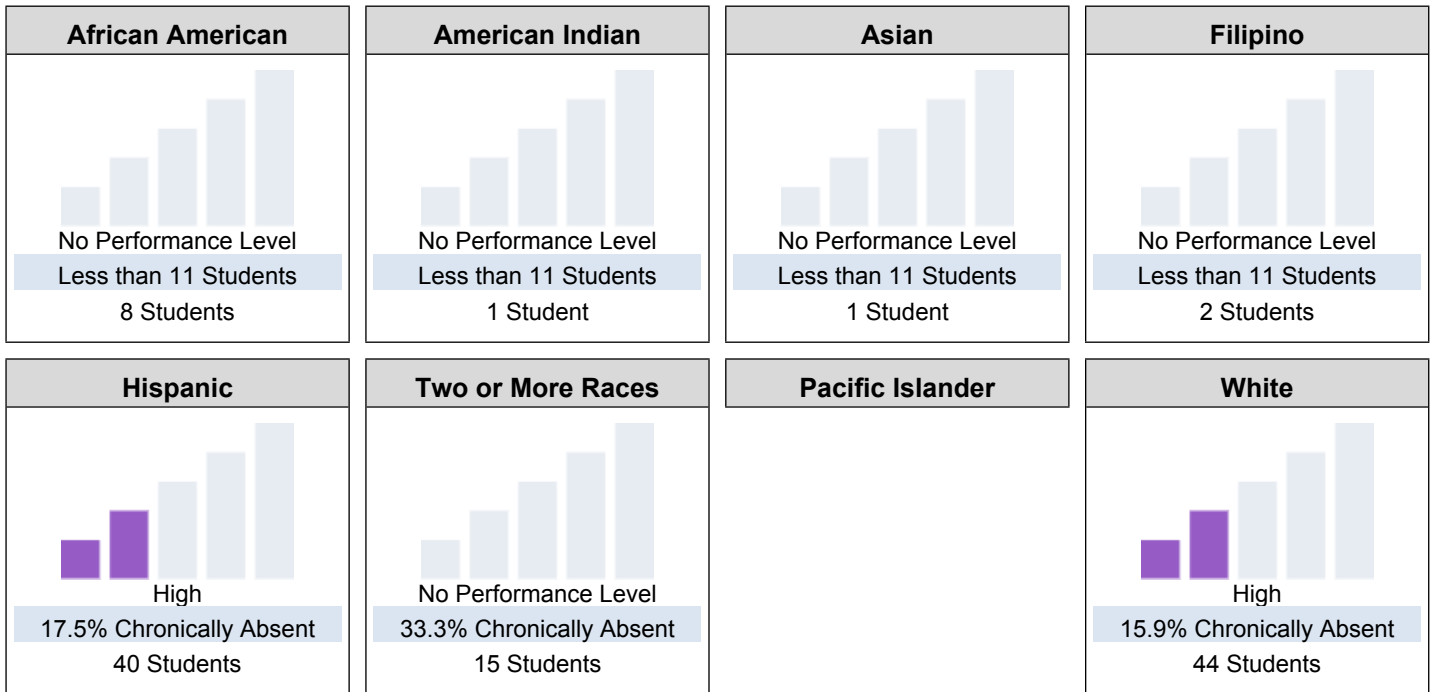 African American
No Performance Level
Less than 11 Students
8 Students
American Indian
No Performance Level
Less than 11 Students
1 Student
Asian
No Performance Level
Less than 11 Students
1 Student
Filipino
No Performance Level
Less than 11 Students
2 Students
Hispanic
High
17.5% Chronically Absent
40 Students
Two or More Races
No Performance Level
33.3% Chronically Absent
15 Students
Pacific Islander
White
High
15.9% Chronically Absent
44 Students